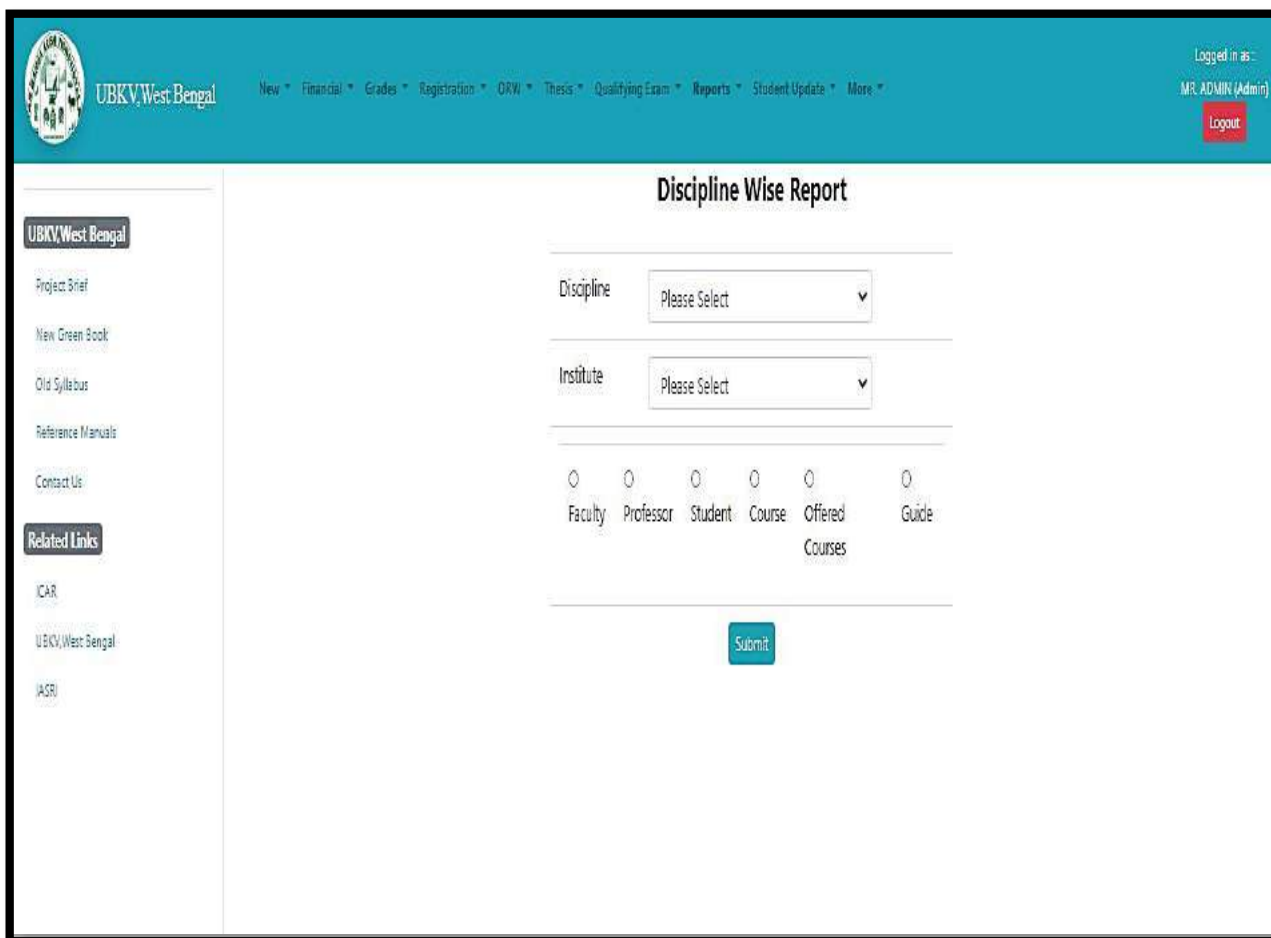 UBKV,West Bengal
New Financial Grades Registration ORW Thesis Qualifying Exam Reports Student Update More
Logged in as :
MR. ADMIN (Admin)
Logout
UBKV,West Bengal
Project Brief
New Green Book
Old Syllabus
Reference Manuals
Contact Us
Related Links
ICAR
UBKV,West Bengal
IASRI
Discipline Wise Report
Discipline Please Select
Institute Please Select
Faculty Professor Student Course Offered Guide
Courses
Submit